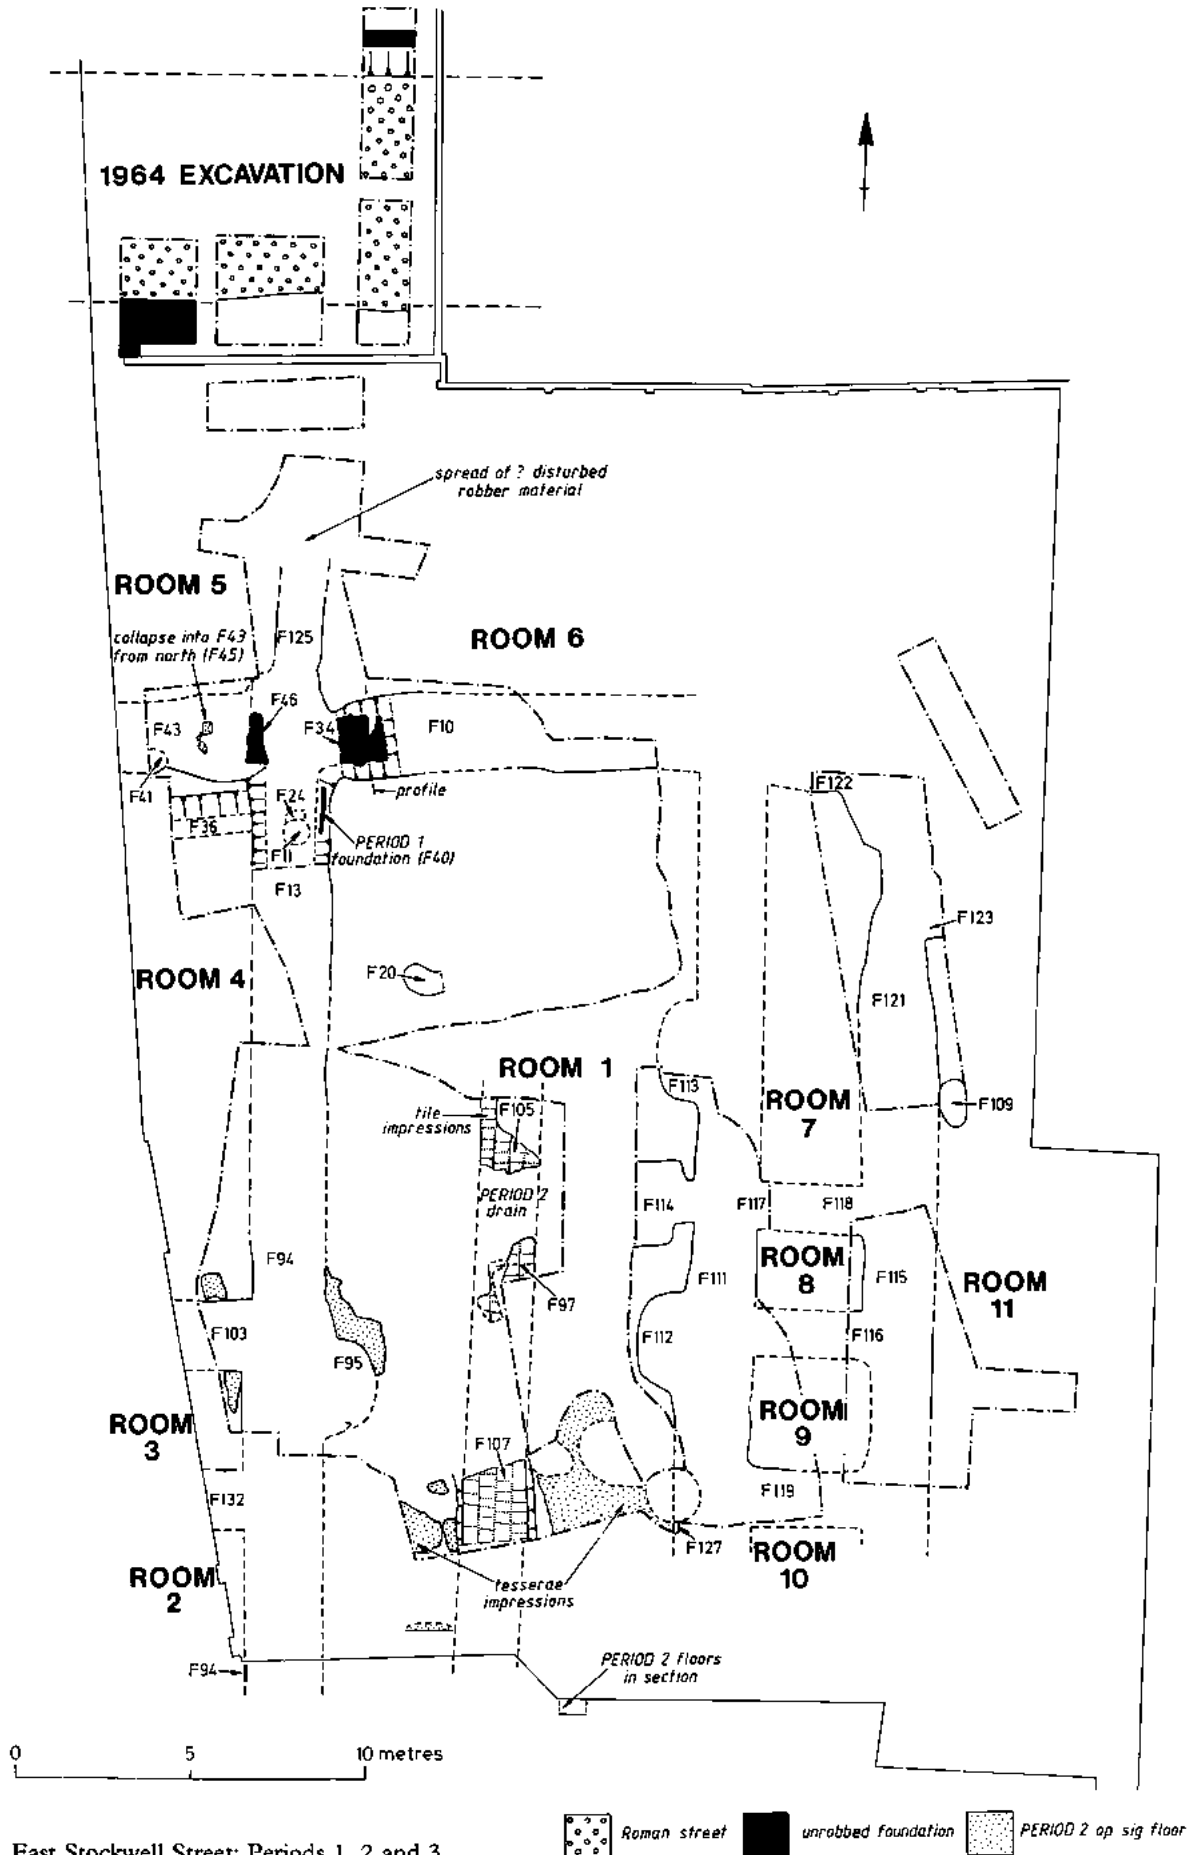 1964 EXCAVATION
spread of ? disturbed
robber material
ROOM 5
collapse into F43
from north (F45)
F125
ROOM 6
F46
F43
F34
F10
F41
F24
profile
F36
PERIOD 1
foundation (F40)
F11
F13
F122
F123
F20
ROOM 4
F121
ROOM 1
F113
tile
impressions
F105
ROOM
7
F109
PERIOD 2
drain
F114
F117
F118
F94
ROOM
8
F111
F115
ROOM
11
F97
F103
F112
F116
F95
ROOM
3
ROOM
9
F107
F132
F119
F127
ROOM
10
ROOM
2
tesserae
impressions
F94
PERIOD 2 floors
in section
0 5 10 metres
Roman street
unrobbed foundation
PERIOD 2 op sig floor
East Stockwell Street: Periods 1, 2 and 3